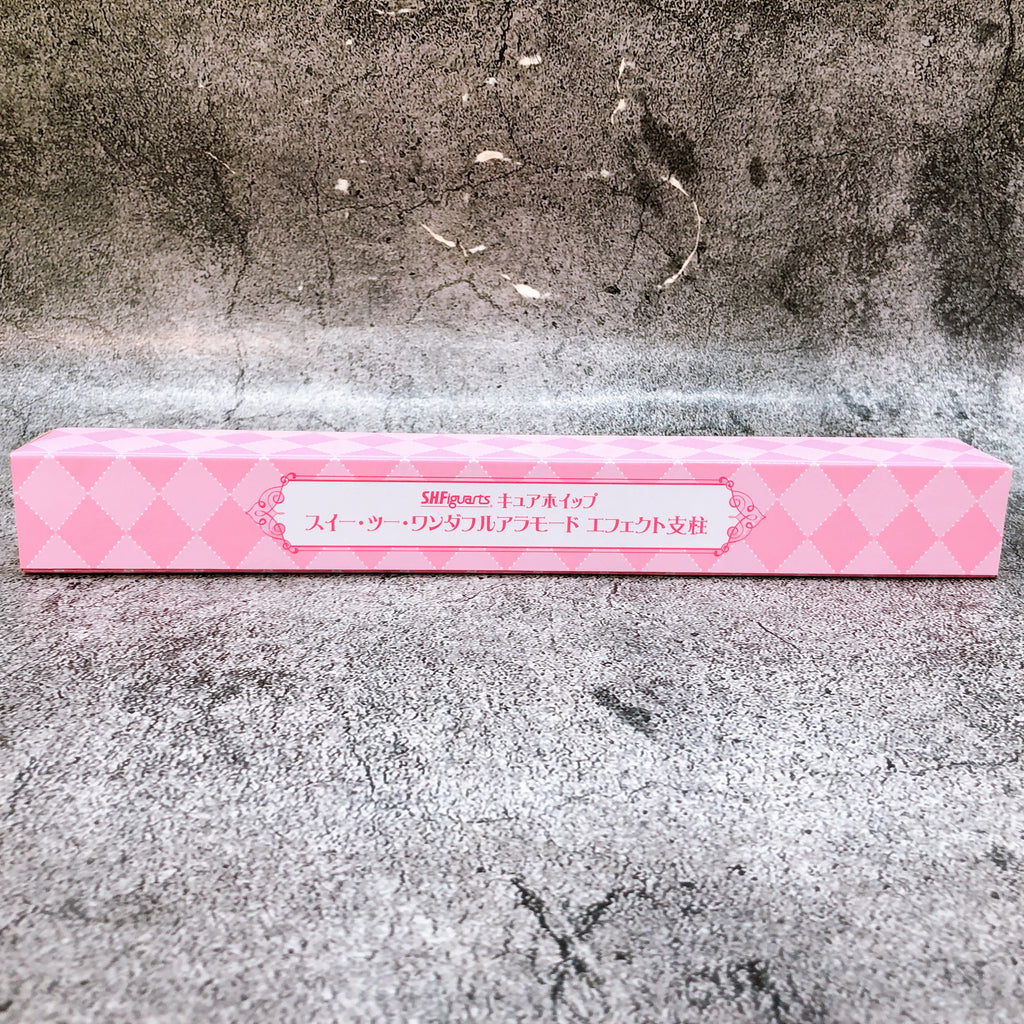 S.H.Figuarts キュアホイップ
スイー・ツー・ワンダフルアラモード エフェクト支柱